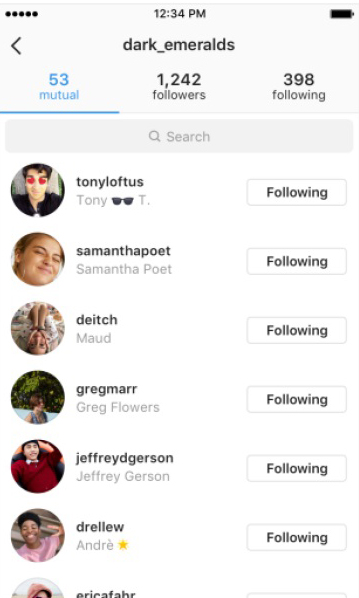 12:34 PM
dark_emeralds
53 1,242 398
mutual followers following
Search
tonyloftus
Tony 🕶️ T.
Following
samanthapoet
Samantha Poet
Following
deitch
Maud
Following
gregmarr
Greg Flowers
Following
jeffreydgerson
Jeffrey Gerson
Following
drellew
Andrè ⭐
Following
ericafahr